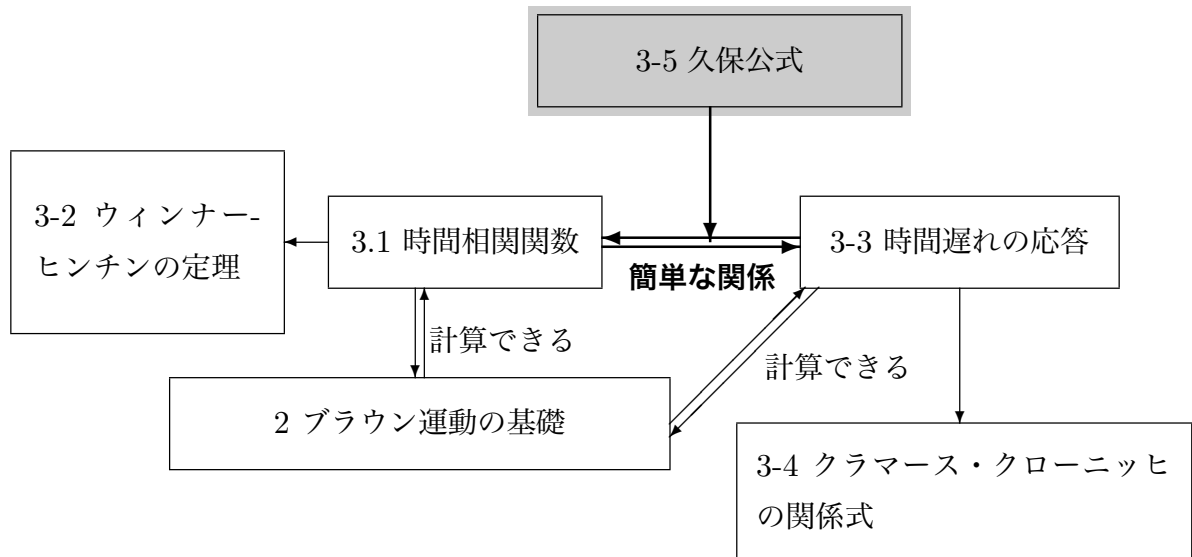 3-5 久保公式
3-2 ウィンナー-
ヒンチンの定理
3.1 時間相関関数
3-3 時間遅れの応答
簡単な関係
計算できる
計算できる
2 ブラウン運動の基礎
3-4 クラマース・クローニッヒ
の関係式